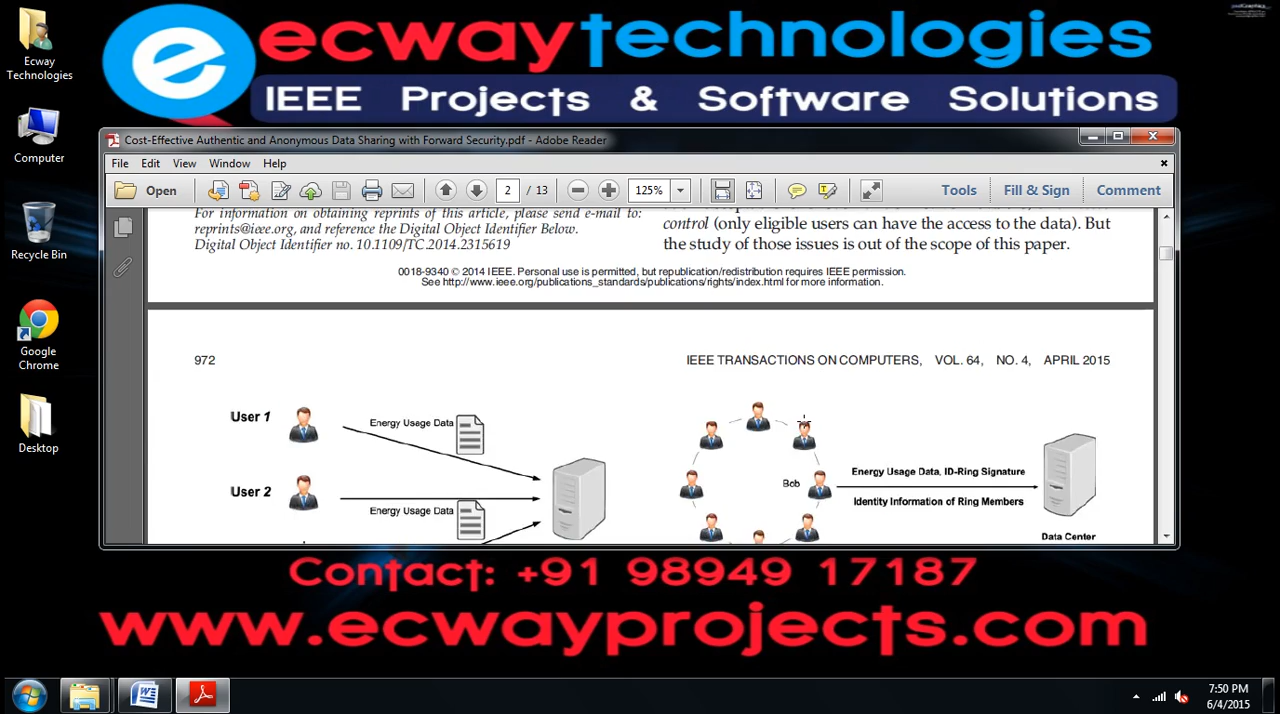 ecway technologies
IEEE Projects & Software Solutions
Ecway
Technologies
Computer
Recycle Bin
Google
Chrome
Desktop
Cost-Effective Authentic and Anonymous Data Sharing with Forward Security.pdf - Adobe Reader
File Edit View Window Help
Open 2 / 13 125% Tools Fill & Sign Comment
For information on obtaining reprints of this article, please send e-mail to:
reprints@ieee.org, and reference the Digital Object Identifier Below.
Digital Object Identifier no. 10.1109/TC.2014.2315619
control (only eligible users can have the access to the data). But
the study of those issues is out of the scope of this paper.
0018-9340 © 2014 IEEE. Personal use is permitted, but republication/redistribution requires IEEE permission.
See http://www.ieee.org/publications_standards/publications/rights/index.html for more information.
972 IEEE TRANSACTIONS ON COMPUTERS, VOL. 64, NO. 4, APRIL 2015
User 1
Energy Usage Data
User 2
Energy Usage Data
Bob
Energy Usage Data, ID-Ring Signature
Identity Information of Ring Members
Data Center
Contact: +91 98949 17187
www.ecwayprojects.com
7:50 PM
6/4/2015